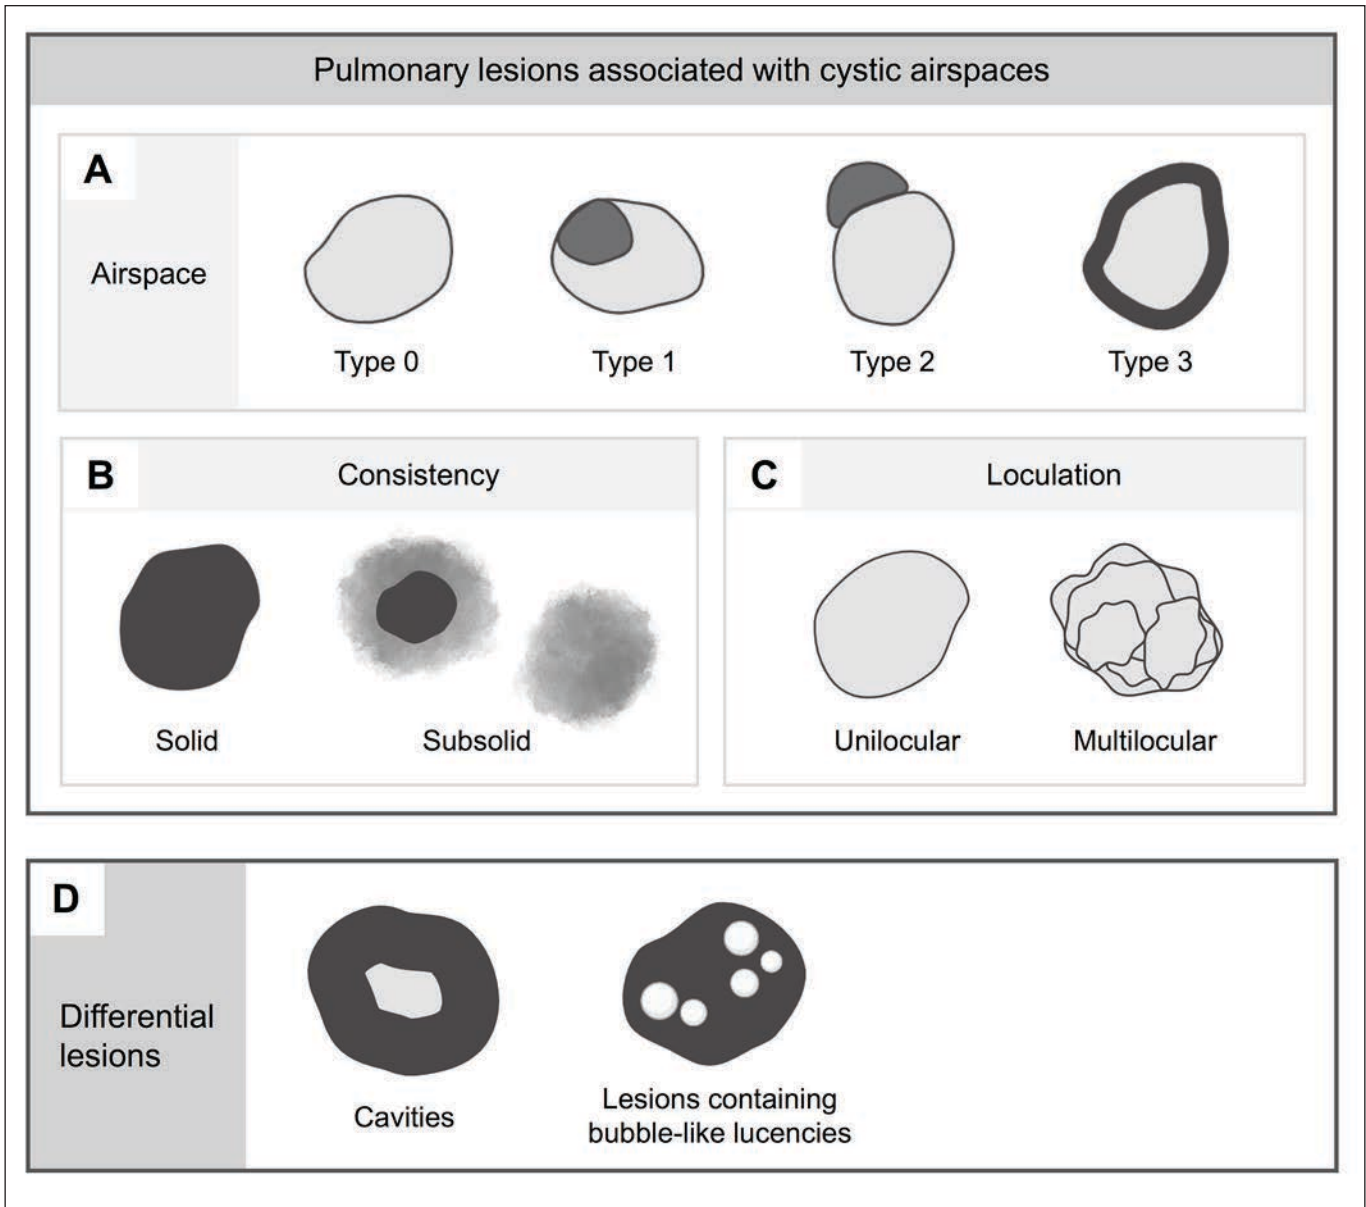 Pulmonary lesions associated with cystic airspaces
A
Airspace
Type 0
Type 1
Type 2
Type 3
B
Consistency
Solid
Subsolid
C
Loculation
Unilocular
Multilocular
D
Differential
lesions
Cavities
Lesions containing
bubble-like lucencies